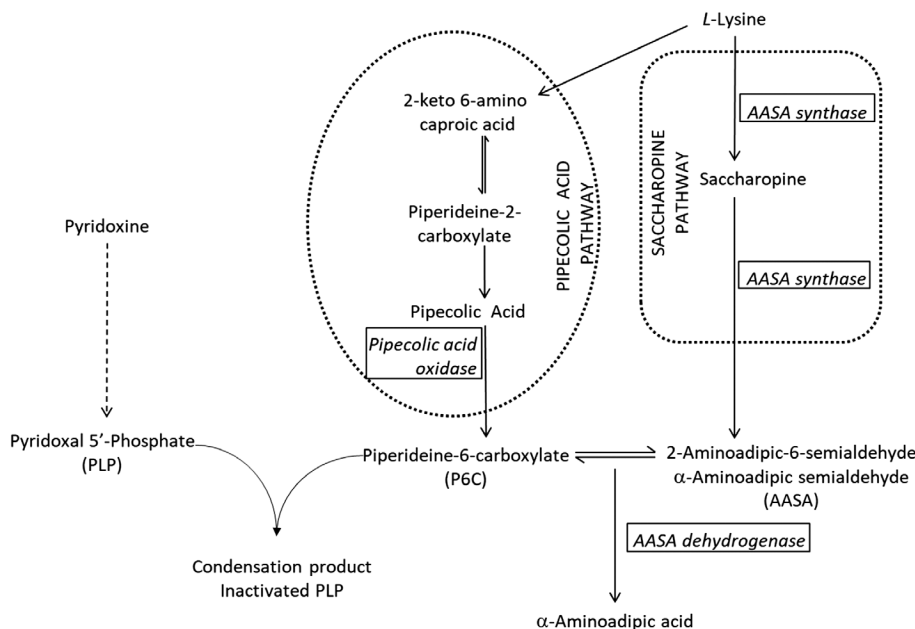 L-Lysine
2-keto 6-amino
caproic acid
AASA synthase
PIPECOLIC ACID
PATHWAY
SACCHAROPINE
PATHWAY
Saccharopine
Piperideine-2-
carboxylate
Pyridoxine
AASA synthase
Pipecolic Acid
Pipecolic acid
oxidase
Pyridoxal 5’-Phosphate
(PLP)
Piperideine-6-carboxylate
(P6C)
2-Aminoadipic-6-semialdehyde
α-Aminoadipic semialdehyde
(AASA)
AASA dehydrogenase
Condensation product
Inactivated PLP
α-Aminoadipic acid